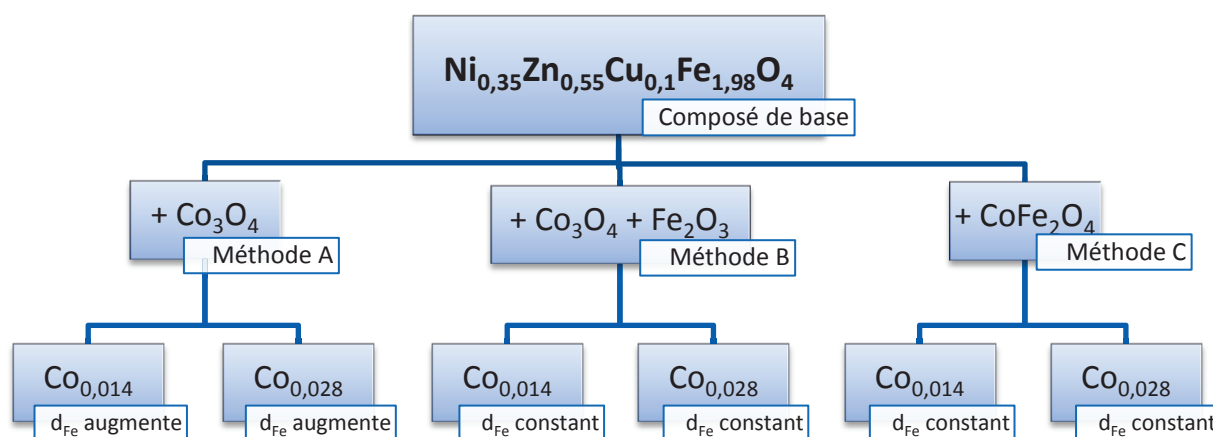 Ni0,35Zn0,55Cu0,1Fe1,98O4
Composé de base
+ Co3O4
Méthode A
+ Co3O4 + Fe2O3
Méthode B
+ CoFe2O4
Méthode C
Co0,014
dFe augmente
Co0,028
dFe augmente
Co0,014
dFe constant
Co0,028
dFe constant
Co0,014
dFe constant
Co0,028
dFe constant